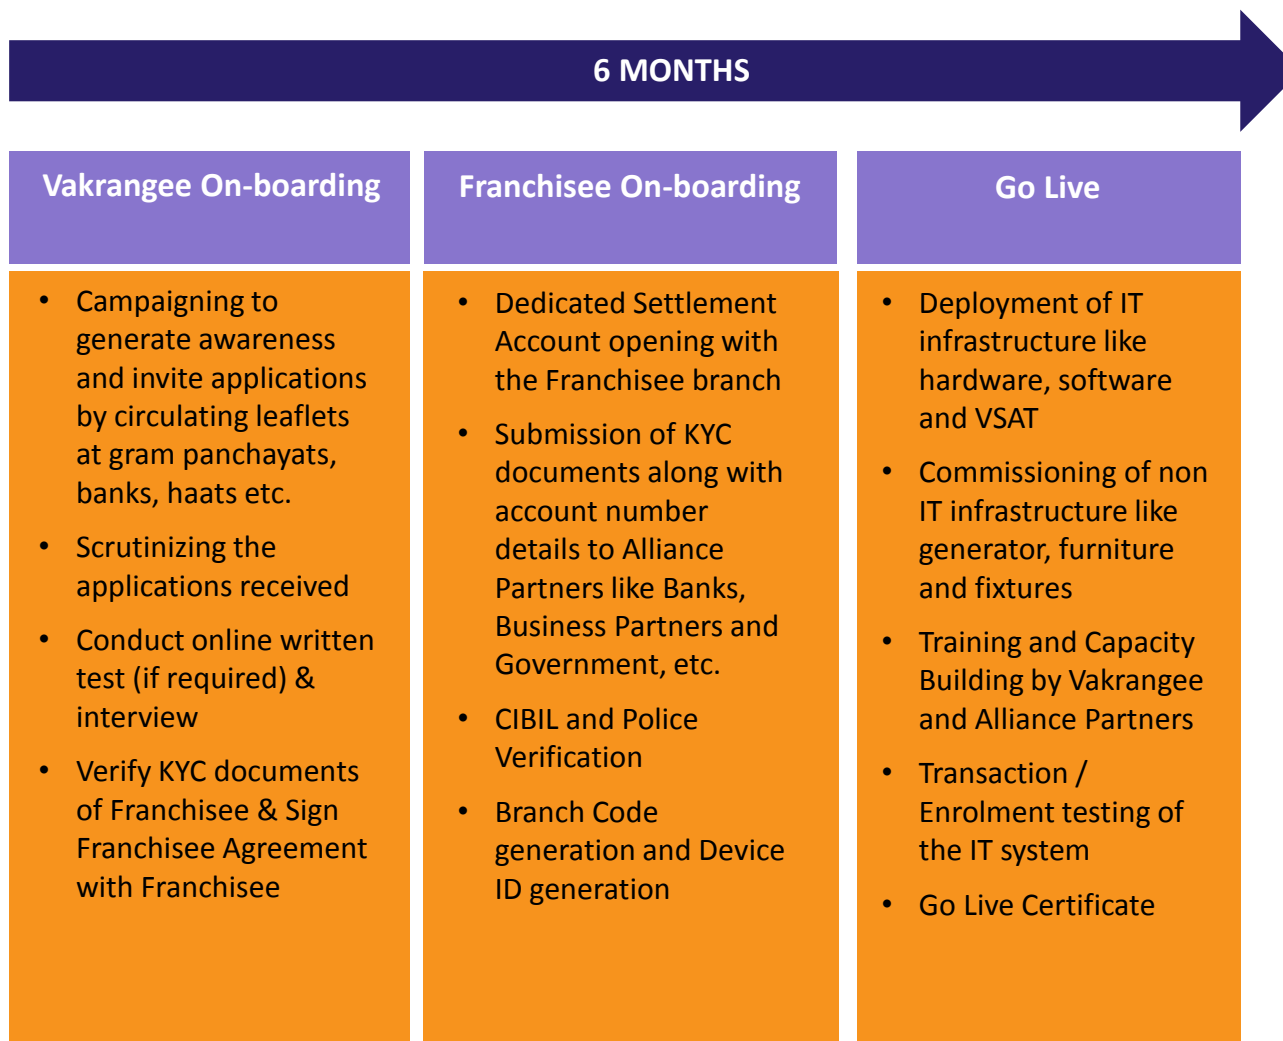 6 MONTHS
Vakrangee On-boarding
• Campaigning to
generate awareness
and invite applications
by circulating leaflets
at gram panchayats,
banks, haats etc.
• Scrutinizing the
applications received
• Conduct online written
test (if required) &
interview
• Verify KYC documents
of Franchisee & Sign
Franchisee Agreement
with Franchisee
Franchisee On-boarding
• Dedicated Settlement
Account opening with
the Franchisee branch
• Submission of KYC
documents along with
account number
details to Alliance
Partners like Banks,
Business Partners and
Government, etc.
• CIBIL and Police
Verification
• Branch Code
generation and Device
ID generation
Go Live
• Deployment of IT
infrastructure like
hardware, software
and VSAT
• Commissioning of non
IT infrastructure like
generator, furniture
and fixtures
• Training and Capacity
Building by Vakrangee
and Alliance Partners
• Transaction /
Enrolment testing of
the IT system
• Go Live Certificate